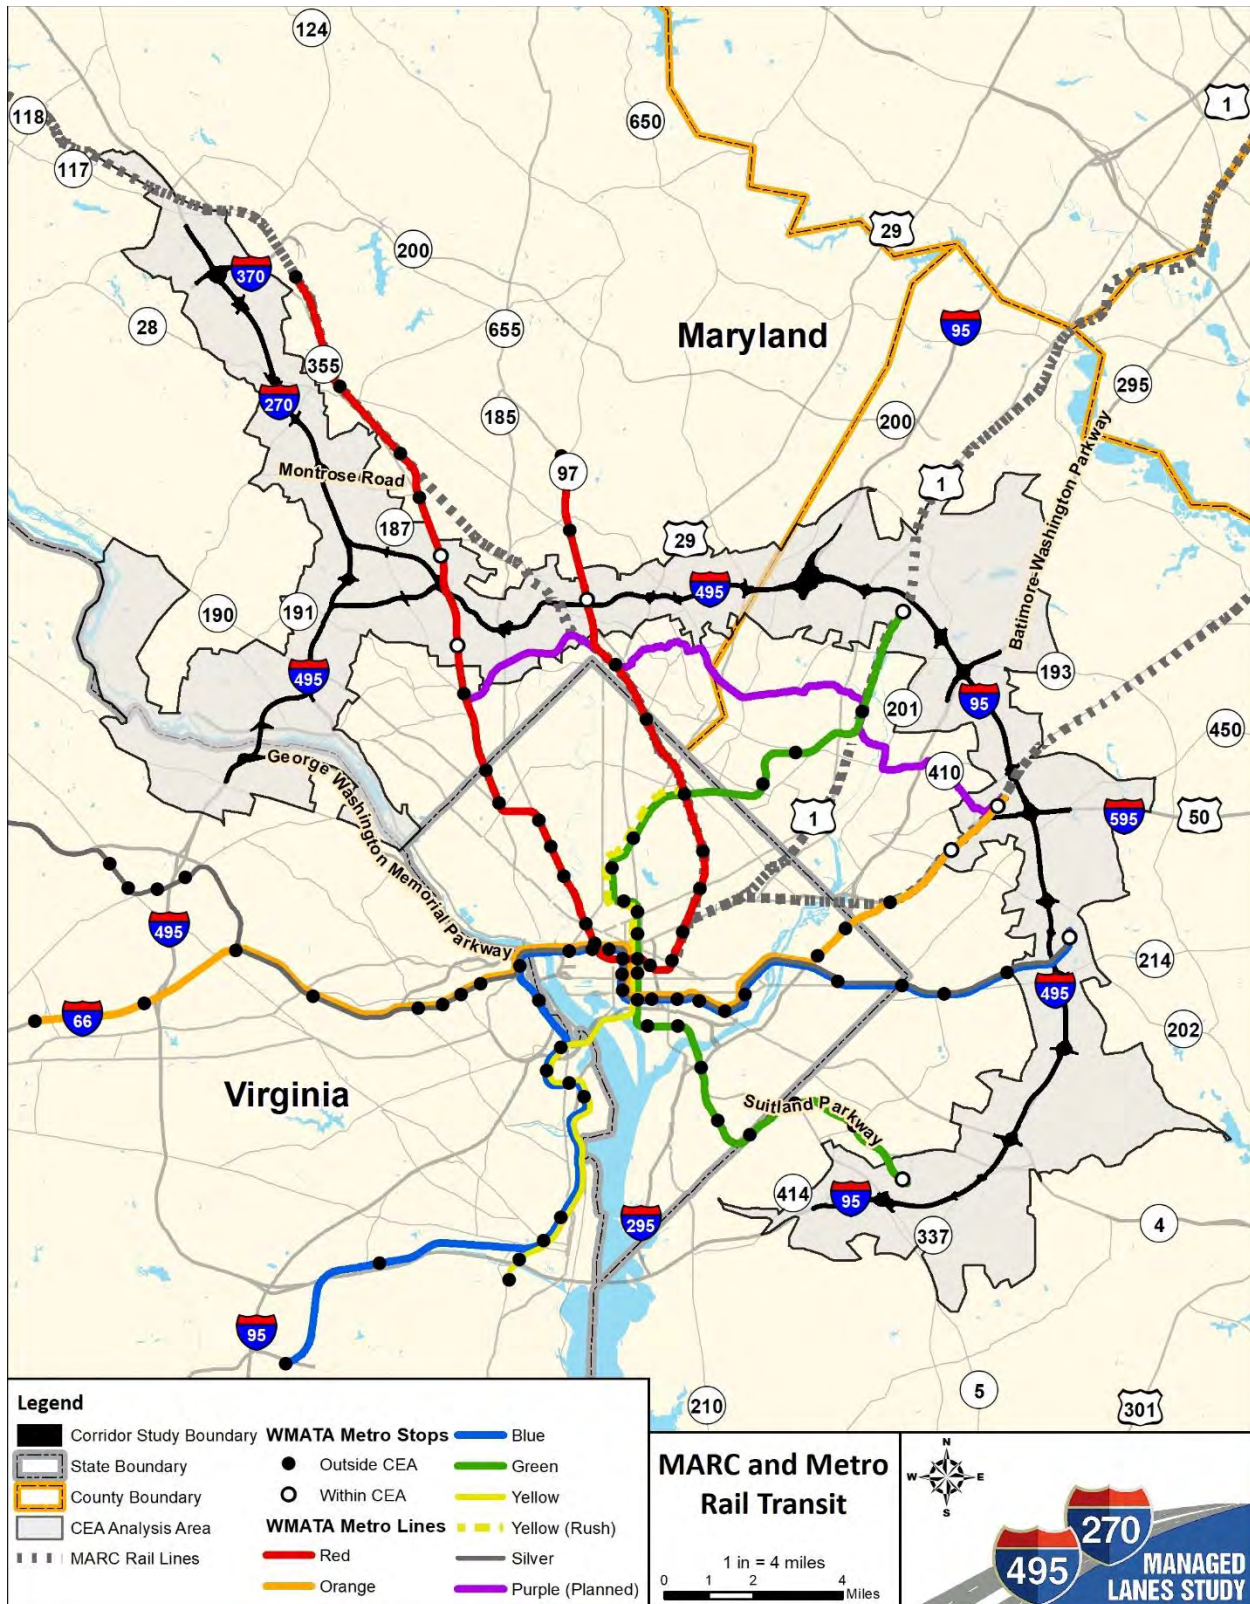 124
1
118
650
117
29
200
370
28
655
Maryland
95
355
295
270
185
200
Montrose Road
97
1
187
29
Batimore-Washington Parkway
495
190
191
193
495
95
201
450
George Washington Memorial Parkway
410
1
595
50
495
214
495
66
202
Virginia
Suitland Parkway
414
95
295
337
4
95
5
210
301
Legend
Corridor Study Boundary
State Boundary
County Boundary
CEA Analysis Area
MARC Rail Lines
WMATA Metro Stops
Outside CEA
Within CEA
WMATA Metro Lines
Red
Orange
Blue
Green
Yellow
Yellow (Rush)
Silver
Purple (Planned)
MARC and Metro
Rail Transit
1 in = 4 miles
0 1 2 4
Miles
N
W E
S
495
270
MANAGED
LANES STUDY